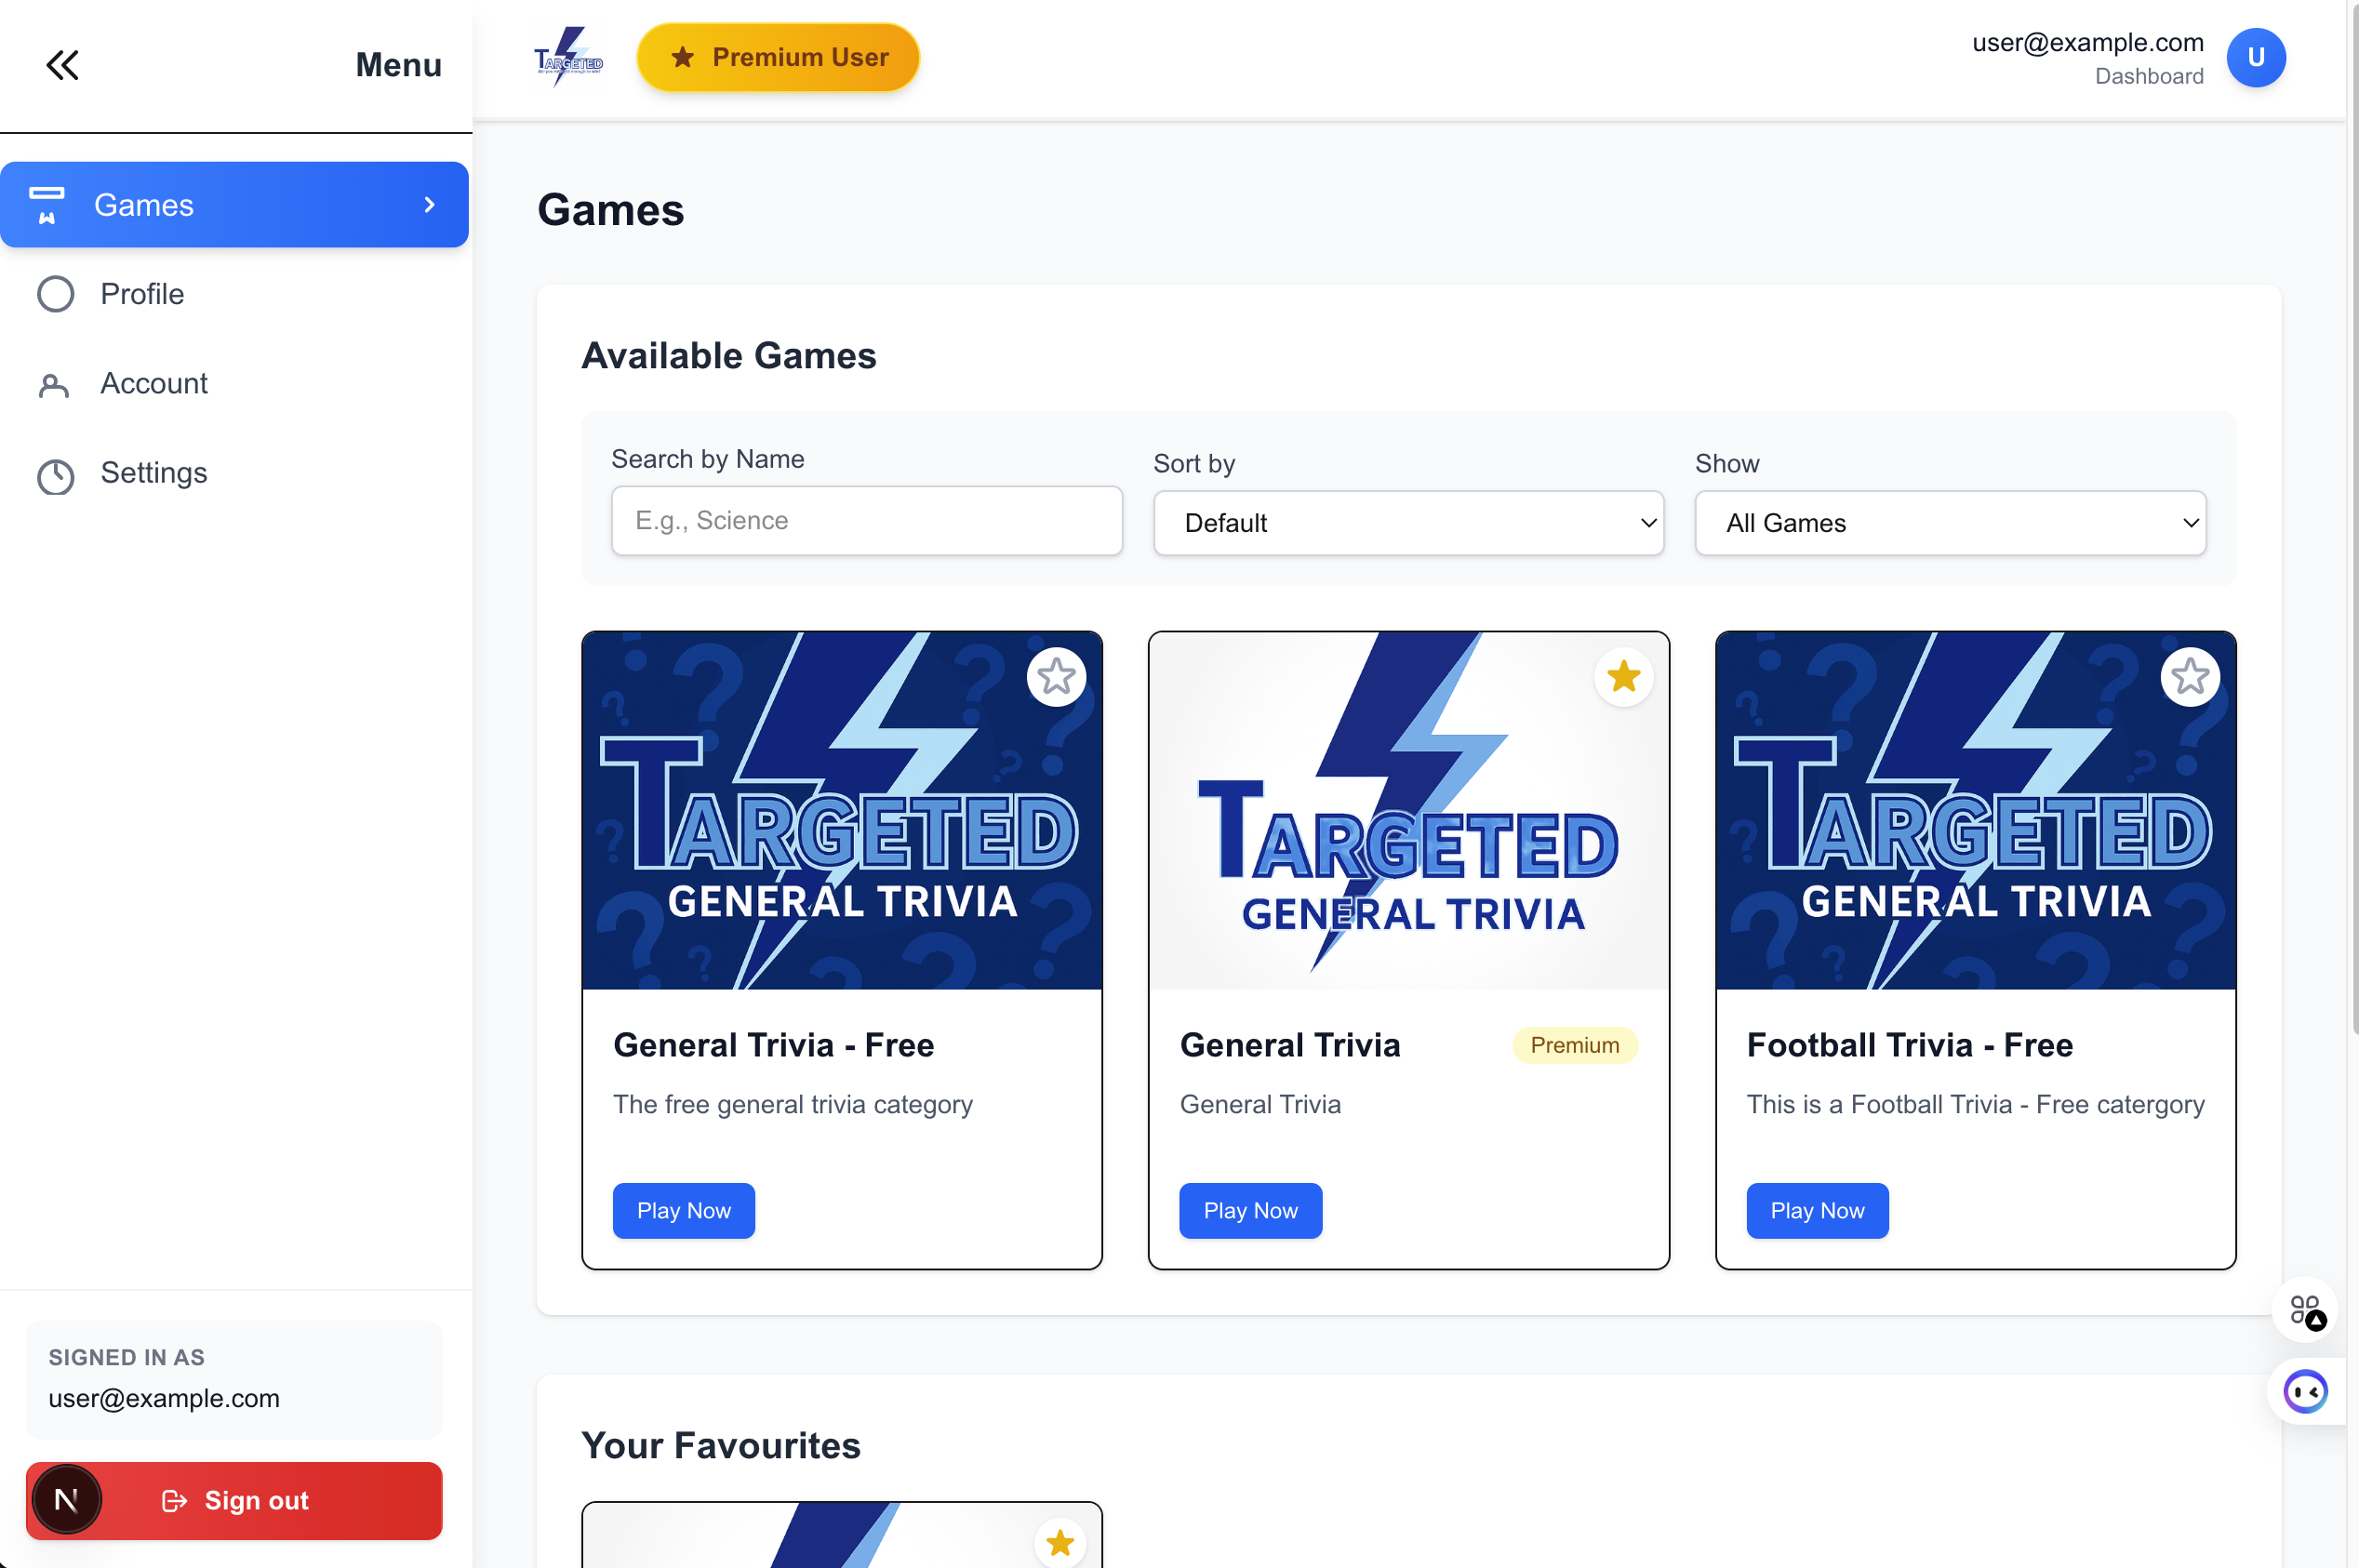 Menu
Games
Profile
Account
Settings
SIGNED IN AS
user@example.com
N
Sign out
TARGETED
Premium User
user@example.com
Dashboard
U
Games
Available Games
Search by Name
E.g., Science
Sort by
Default
Show
All Games
TARGETED
GENERAL TRIVIA
General Trivia - Free
The free general trivia category
Play Now
TARGETED
GENERAL TRIVIA
General Trivia
Premium
General Trivia
Play Now
TARGETED
GENERAL TRIVIA
Football Trivia - Free
This is a Football Trivia - Free catergory
Play Now
Your Favourites